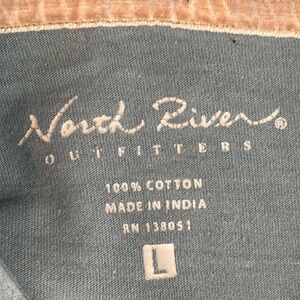 North River®
OUTFITTERS
100% COTTON
MADE IN INDIA
RN 138051
L